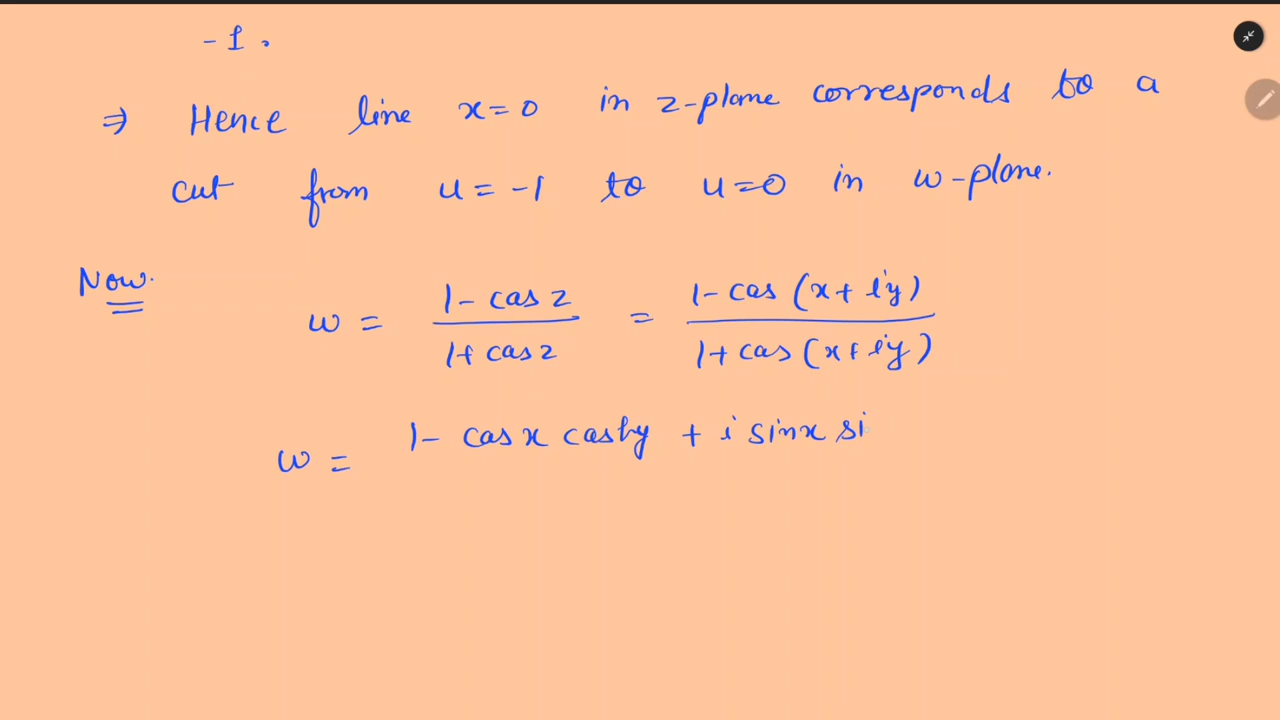 -1.
⇒ Hence line x=0 in z-plane corresponds to a
cut from u = -1 to u=0 in w-plane.
Now.
w = (1 - cos z)/(1+ cos z) = (1 - cos (x + iy))/(1 + cos (x + iy))
w = 1 - cos x cosh y + i sin x si